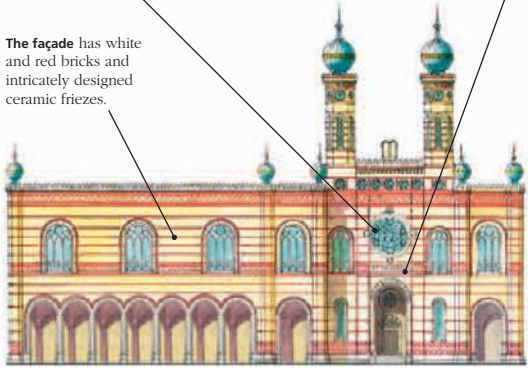 The façade has white
and red bricks and
intricately designed
ceramic friezes.